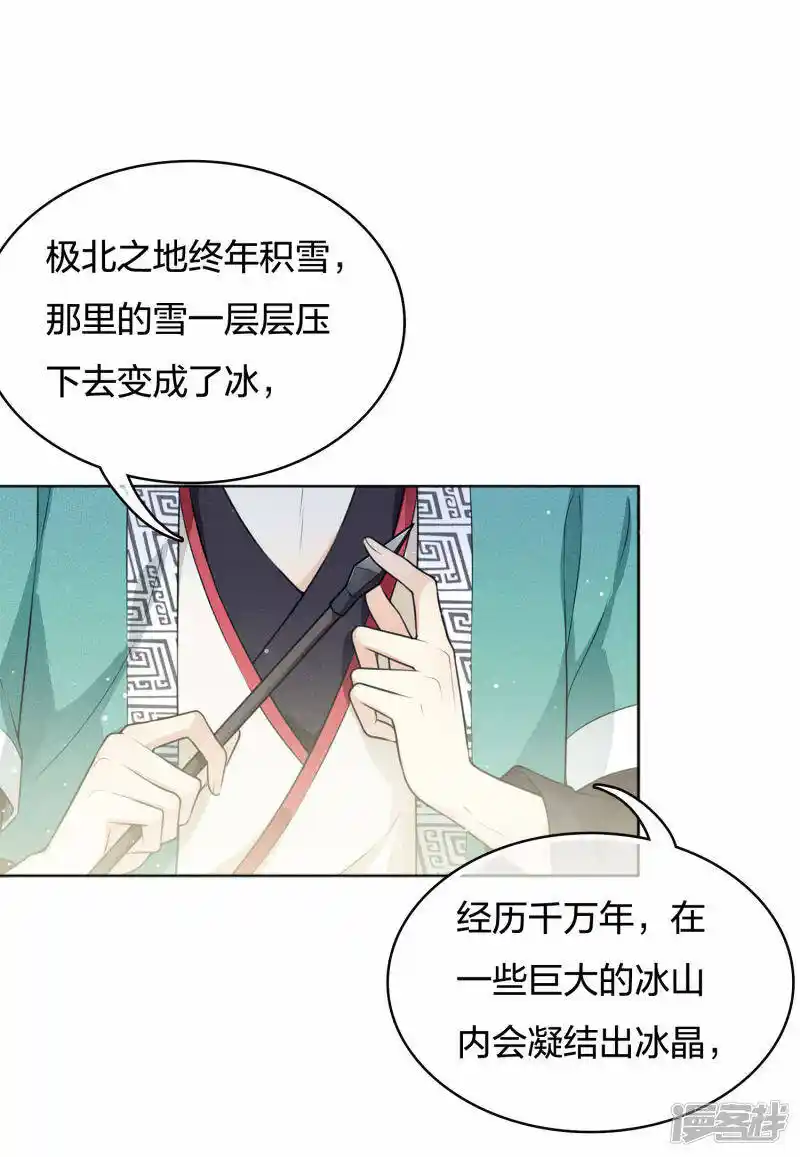 极北之地终年积雪，
那里的雪一层层压
下去变成了冰，
经历千万年，在
一些巨大的冰山
内会凝结出冰晶，
漫客栈